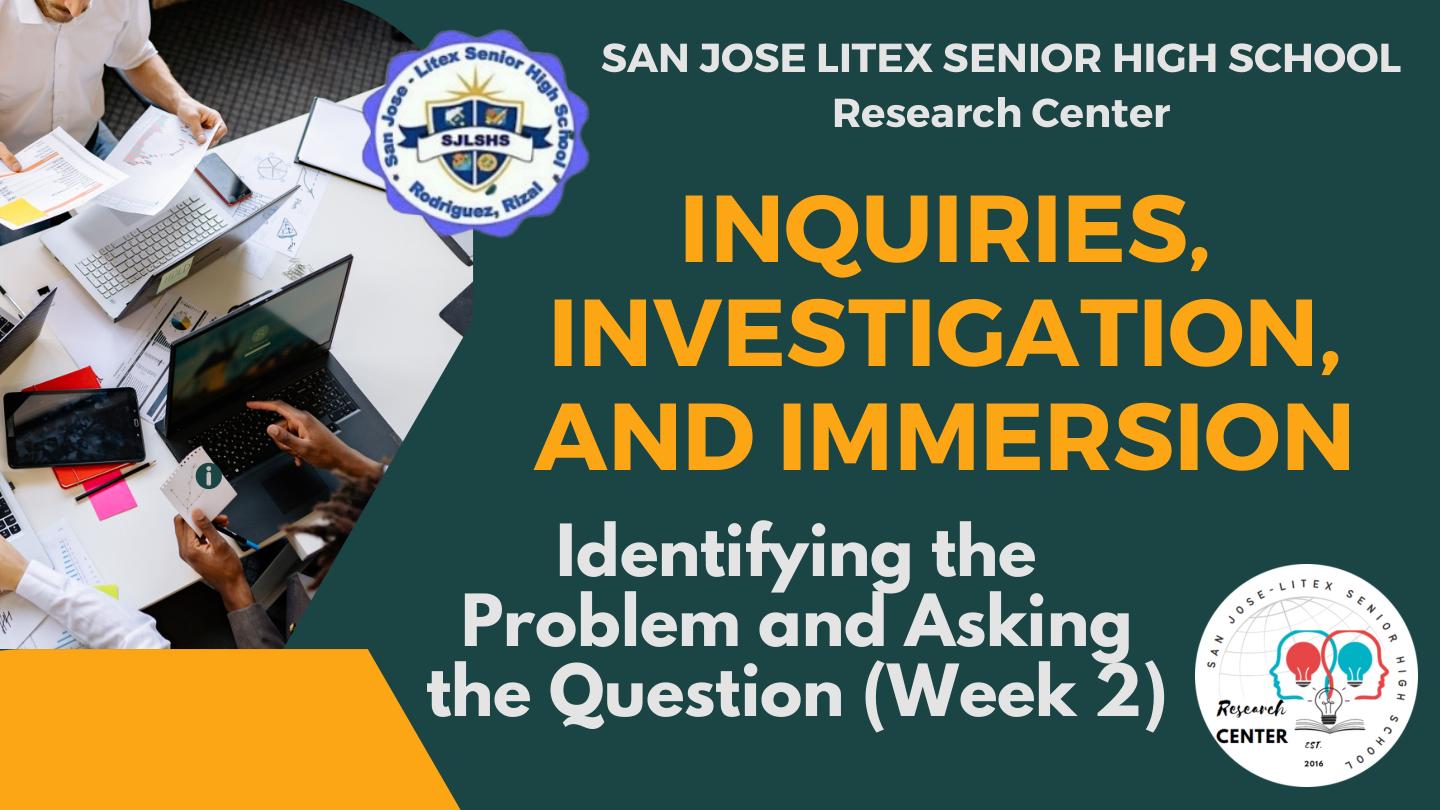 SAN JOSE LITEX SENIOR HIGH SCHOOL
Research Center
San Jose - Litex Senior High School
SJLSHS
Rodriguez, Rizal
INQUIRIES,
INVESTIGATION,
AND IMMERSION
i
Identifying the
Problem and Asking
the Question (Week 2)
SAN JOSE-LITEX SENIOR HIGH SCHOOL
Research
CENTER
EST.
2016